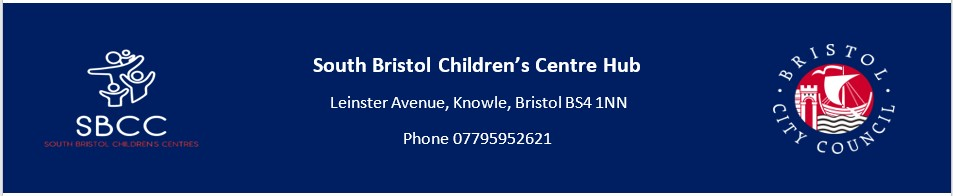 SBCC
SOUTH BRISTOL CHILDREN'S CENTRES
South Bristol Children’s Centre Hub
Leinster Avenue, Knowle, Bristol BS4 1NN
Phone 07795952621
BRISTOL
CITY COUNCIL